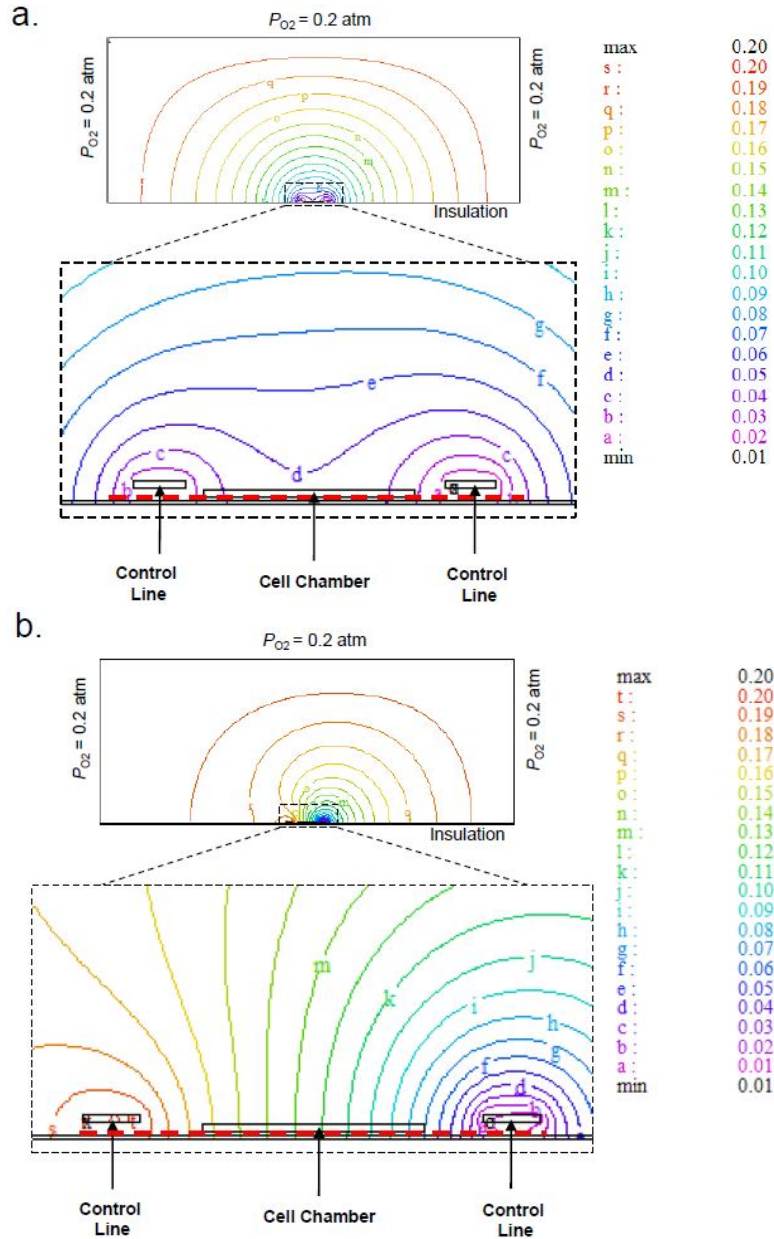 a.
P_O2 = 0.2 atm
P_O2 = 0.2 atm
P_O2 = 0.2 atm
r
q
p
o
n
m
Insulation
max 0.20
s : 0.20
r : 0.19
q : 0.18
p : 0.17
o : 0.16
n : 0.15
m : 0.14
l : 0.13
k : 0.12
j : 0.11
i : 0.10
h : 0.09
g : 0.08
f : 0.07
e : 0.06
d : 0.05
c : 0.04
b : 0.03
a : 0.02
min 0.01
g
f
e
d
c
c
b
a
Control
Line
Cell Chamber
Control
Line
b.
P_O2 = 0.2 atm
P_O2 = 0.2 atm
P_O2 = 0.2 atm
r
o
m
q
Insulation
max 0.20
t : 0.20
s : 0.19
r : 0.18
q : 0.17
p : 0.16
o : 0.15
n : 0.14
m : 0.13
l : 0.12
k : 0.11
j : 0.10
i : 0.09
h : 0.08
g : 0.07
f : 0.06
e : 0.05
d : 0.04
c : 0.03
b : 0.02
a : 0.01
min 0.01
m
k
j
i
h
g
f
d
b
s
t
Control
Line
Cell Chamber
Control
Line